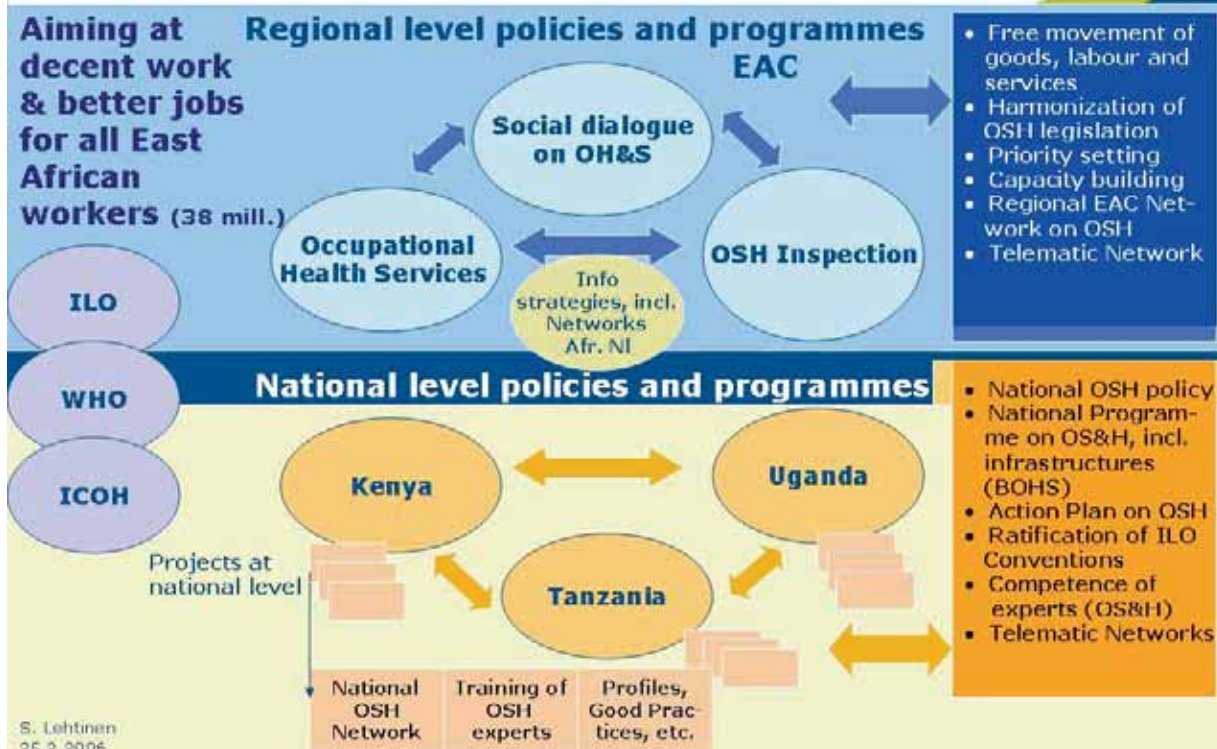 Aiming at
decent work
& better jobs
for all East
African
workers (38 mill.)
Regional level policies and programmes
EAC
Social dialogue
on OH&S
Occupational
Health Services
OSH Inspection
Info
strategies, incl.
Networks
Afr. Nl
• Free movement of
goods, labour and
services
• Harmonization of
OSH legislation
• Priority setting
• Capacity building
• Regional EAC Net-
work on OSH
• Telematic Network
ILO
WHO
ICOH
National level policies and programmes
Kenya
Uganda
Tanzania
• National OSH policy
• National Program-
me on OS&H, incl.
infrastructures
(BOHS)
• Action Plan on OSH
• Ratification of ILO
Conventions
• Competence of
experts (OS&H)
• Telematic Networks
Projects at
national level
National
OSH
Network
Training of
OSH
experts
Profiles,
Good Prac-
tices, etc.
S. Lehtinen